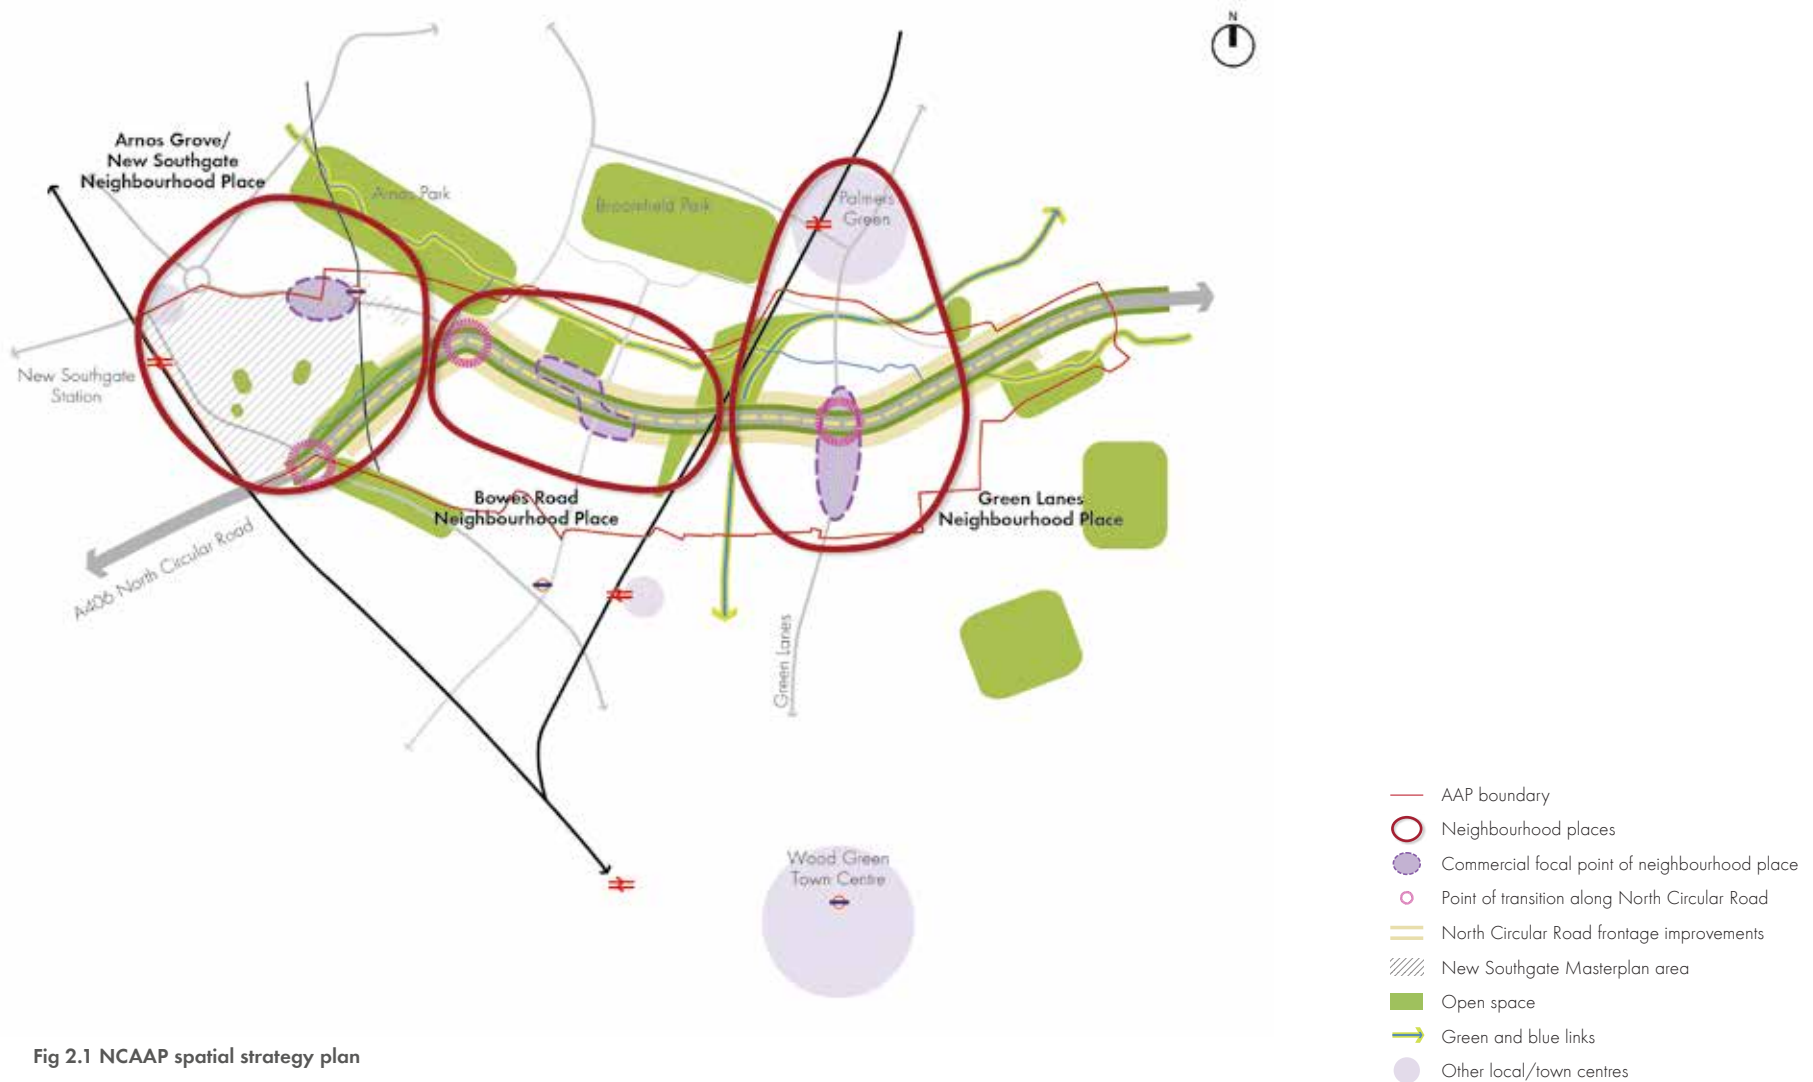 N
Arnos Grove/
New Southgate
Neighbourhood Place
Arnos Park
Broomfield Park
Palmers
Green
New Southgate
Station
Bowes Road
Neighbourhood Place
Green Lanes
Neighbourhood Place
A406 North Circular Road
Green Lanes
Wood Green
Town Centre
AAP boundary
Neighbourhood places
Commercial focal point of neighbourhood place
Point of transition along North Circular Road
North Circular Road frontage improvements
New Southgate Masterplan area
Open space
Green and blue links
Other local/town centres
Fig 2.1 NCAAP spatial strategy plan